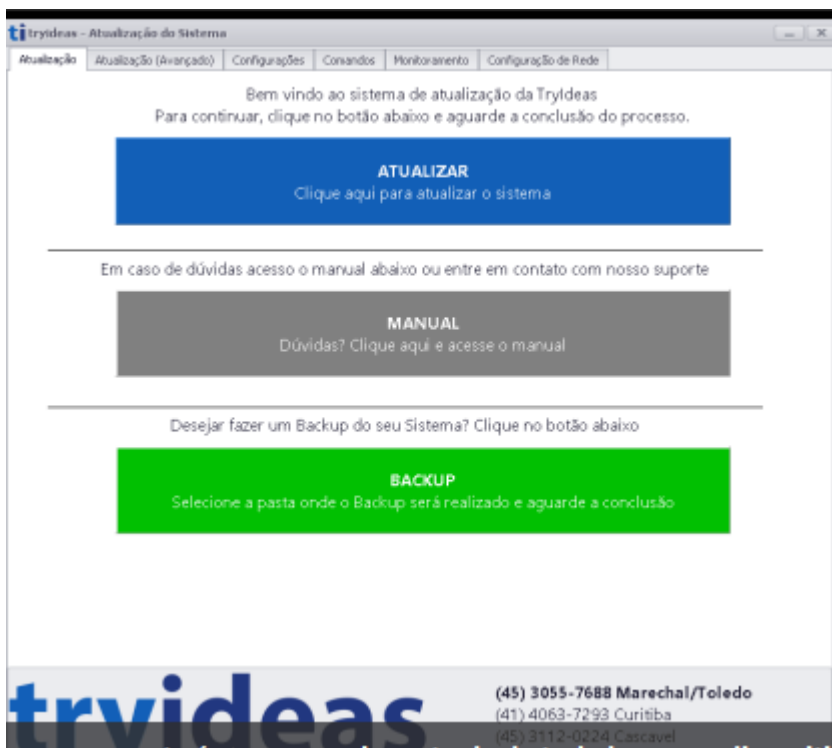 ti tryideas - Atualização do Sistema
Atualização Atualização (Avançado) Configurações Comandos Monitoramento Configuração de Rede
Bem vindo ao sistema de atualização da TryIdeas
Para continuar, clique no botão abaixo e aguarde a conclusão do processo.
ATUALIZAR
Clique aqui para atualizar o sistema
Em caso de dúvidas acesso o manual abaixo ou entre em contato com nosso suporte
MANUAL
Dúvidas? Clique aqui e acesse o manual
Desejar fazer um Backup do seu Sistema? Clique no botão abaixo
BACKUP
Selecione a pasta onde o Backup será realizado e aguarde a conclusão
tryideas
(45) 3055-7688 Marechal/Toledo
(41) 4063-7293 Curitiba
(45) 3112-0224 Cascavel